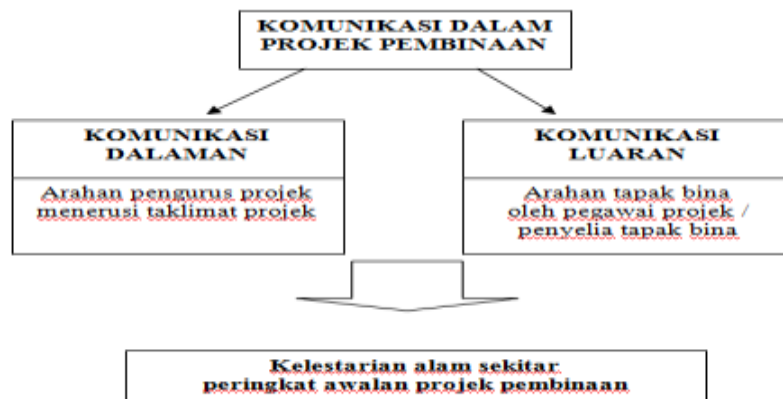 KOMUNIKASI DALAM
PROJEK PEMBINAAN
KOMUNIKASI
DALAMAN
Arahan pengurus projek
menerusi taklimat projek
KOMUNIKASI
LUARAN
Arahan tapak bina
oleh pegawai projek /
penyelia tapak bina
Kelestarian alam sekitar
peringkat awalan projek pembinaan